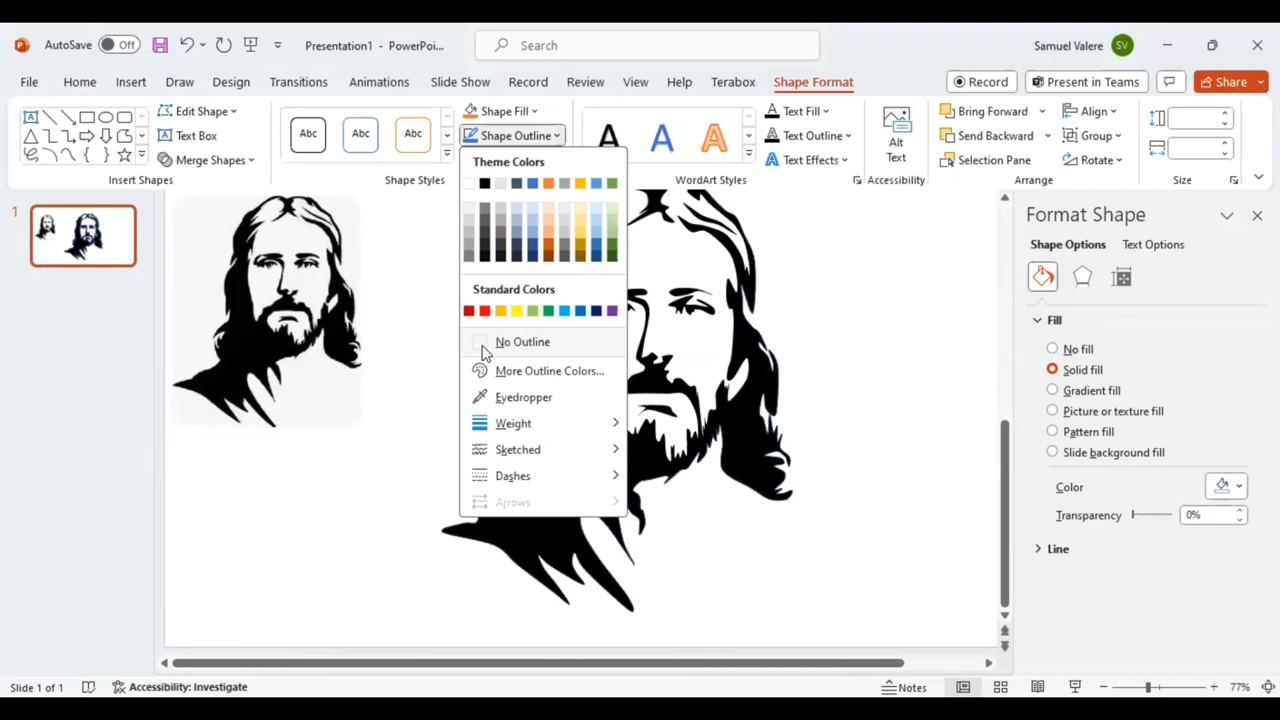 AutoSave Off Presentation1 - PowerPoi... Search Samuel Valere SV
File Home Insert Draw Design Transitions Animations Slide Show Record Review View Help Terabox Shape Format Record Present in Teams Share
Edit Shape
Text Box
Merge Shapes
Insert Shapes
Abc Abc Abc
Shape Fill
Shape Outline
Shape Styles
A A A
Text Fill
Text Outline
Text Effects
WordArt Styles
Alt
Text
Accessibility
Bring Forward
Send Backward
Selection Pane
Align
Group
Rotate
Arrange
Size
1
Theme Colors
Standard Colors
No Outline
More Outline Colors...
Eyedropper
Weight
Sketched
Dashes
Arrows
Format Shape
Shape Options Text Options
Fill
No fill
Solid fill
Gradient fill
Picture or texture fill
Pattern fill
Slide background fill
Color
Transparency 0%
Line
Slide 1 of 1 Accessibility: Investigate Notes 77%